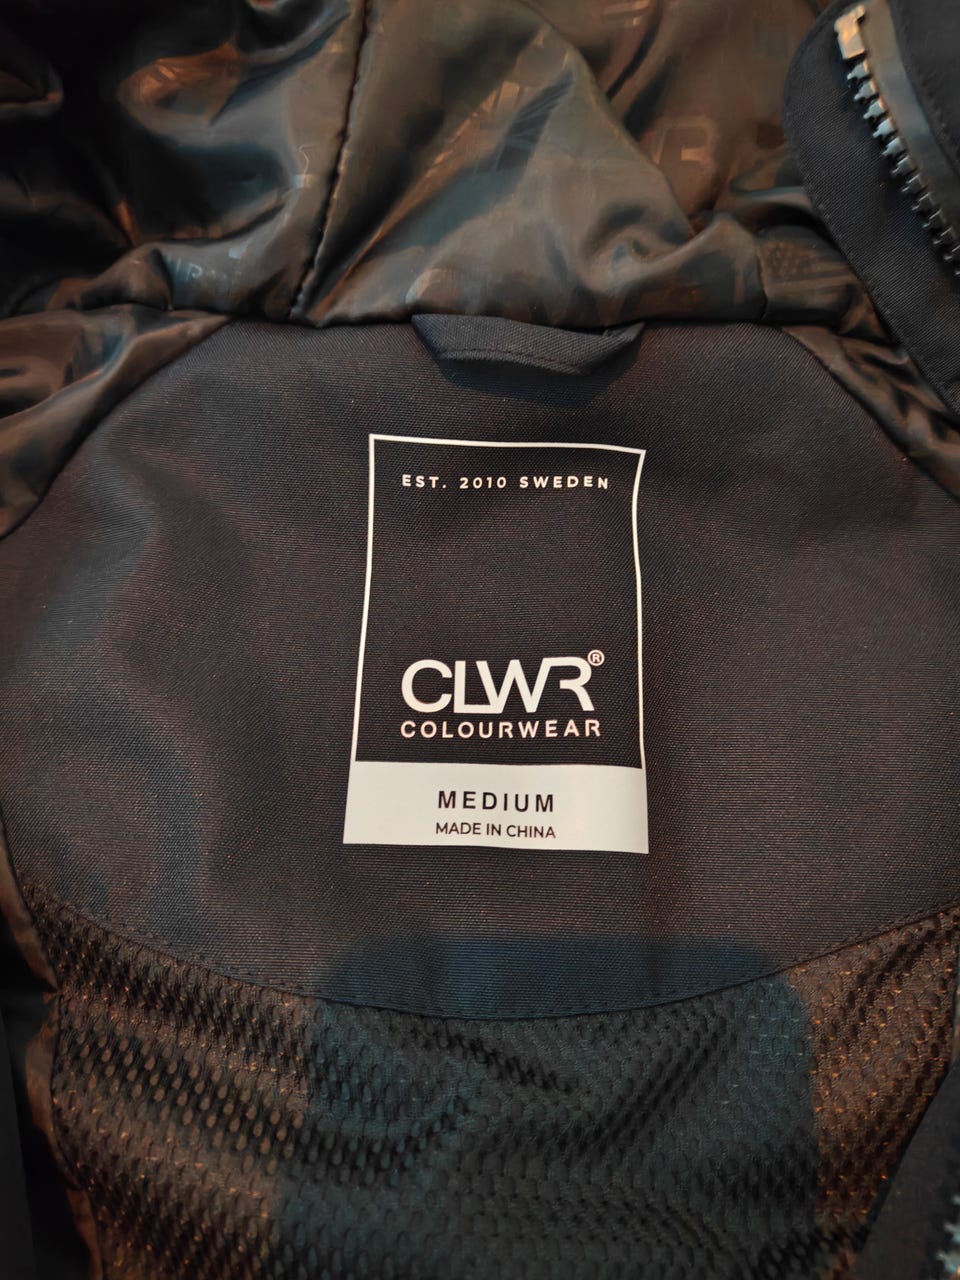 EST. 2010 SWEDEN
CLWR®
COLOURWEAR
MEDIUM
MADE IN CHINA